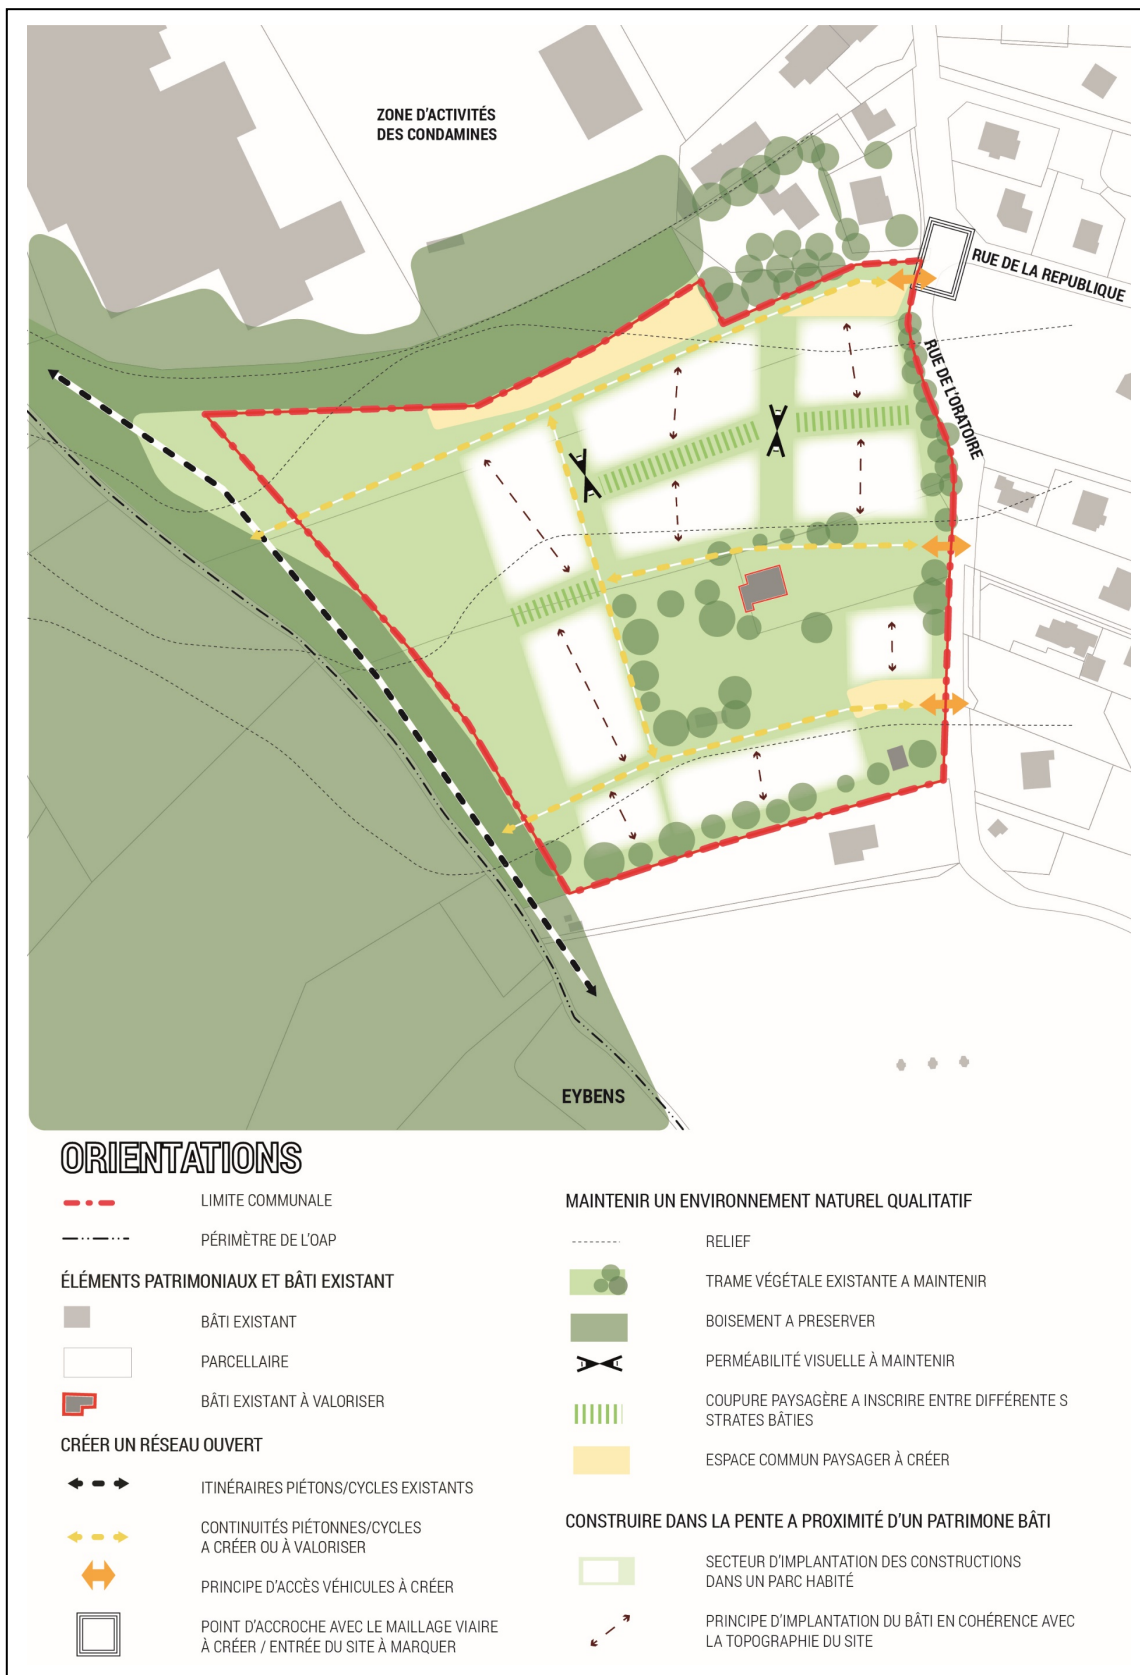 ZONE D'ACTIVITÉS
DES CONDAMINES
RUE DE LA REPUBLIQUE
RUE DE L'ORATOIRE
EYBENS
ORIENTATIONS
LIMITE COMMUNALE
PÉRIMÈTRE DE L'OAP
ÉLÉMENTS PATRIMONIAUX ET BÂTI EXISTANT
BÂTI EXISTANT
PARCELLAIRE
BÂTI EXISTANT À VALORISER
CRÉER UN RÉSEAU OUVERT
ITINÉRAIRES PIÉTONS/CYCLES EXISTANTS
CONTINUITÉS PIÉTONNES/CYCLES
A CRÉER OU À VALORISER
PRINCIPE D'ACCÈS VÉHICULES À CRÉER
POINT D'ACCROCHE AVEC LE MAILLAGE VIAIRE
À CRÉER / ENTRÉE DU SITE À MARQUER
MAINTENIR UN ENVIRONNEMENT NATUREL QUALITATIF
RELIEF
TRAME VÉGÉTALE EXISTANTE A MAINTENIR
BOISEMENT A PRESERVER
PERMÉABILITÉ VISUELLE À MAINTENIR
COUPURE PAYSAGÈRE A INSCRIRE ENTRE DIFFÉRENTE S
STRATES BÂTIES
ESPACE COMMUN PAYSAGER À CRÉER
CONSTRUIRE DANS LA PENTE A PROXIMITÉ D'UN PATRIMONE BÂTI
SECTEUR D'IMPLANTATION DES CONSTRUCTIONS
DANS UN PARC HABITÉ
PRINCIPE D'IMPLANTATION DU BÂTI EN COHÉRENCE AVEC
LA TOPOGRAPHIE DU SITE